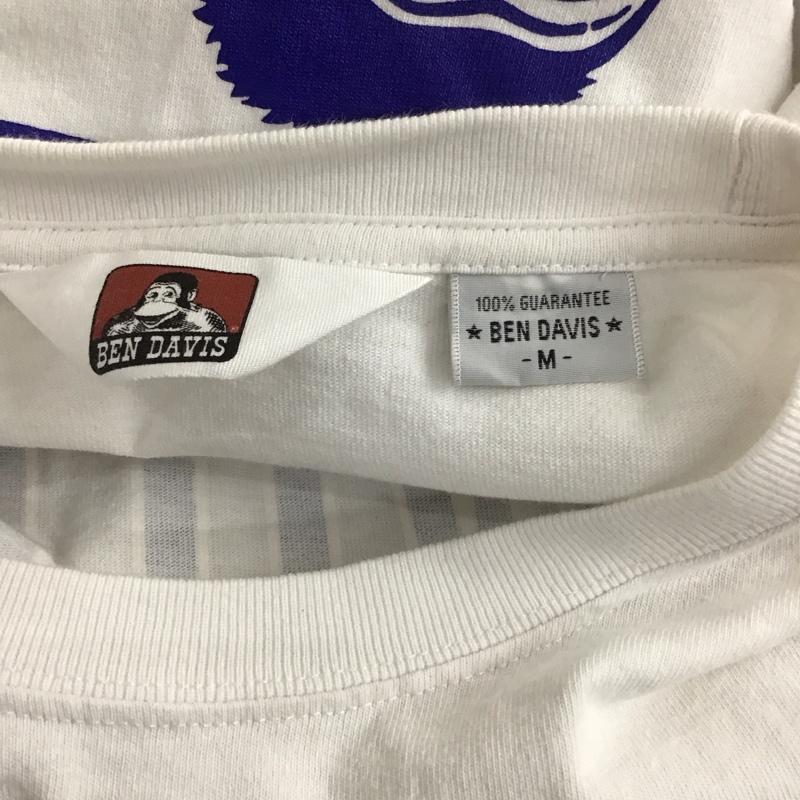 BEN DAVIS
100% GUARANTEE
★ BEN DAVIS ★
- M -